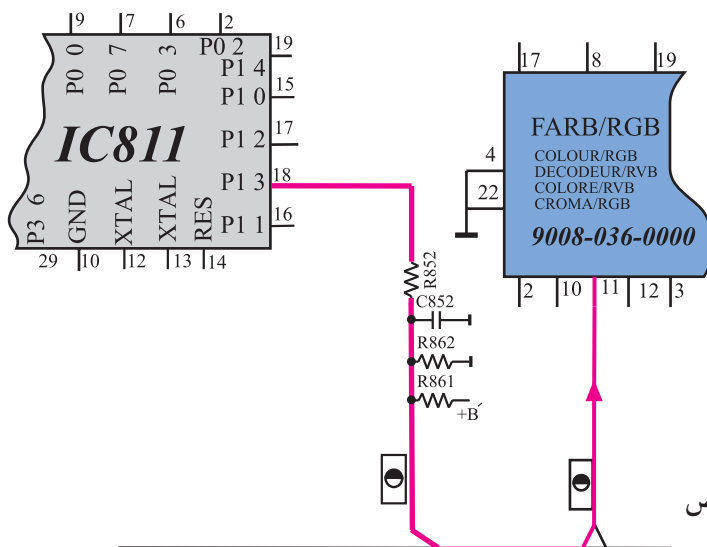 9 7 6 2
P0 0 P0 7 P0 3 P0 2
19
P1 4
15
P1 0
17
P1 2
18
P1 3
16
P1 1
IC811
P3 6 GND XTAL XTAL RES
29 10 12 13 14
R852
C852
R862
R861
+B´
17 8 19
4
22
FARB/RGB
COLOUR/RGB
DECODEUR/RVB
COLORE/RVB
CROMA/RGB
9008-036-0000
2 10 11 12 3